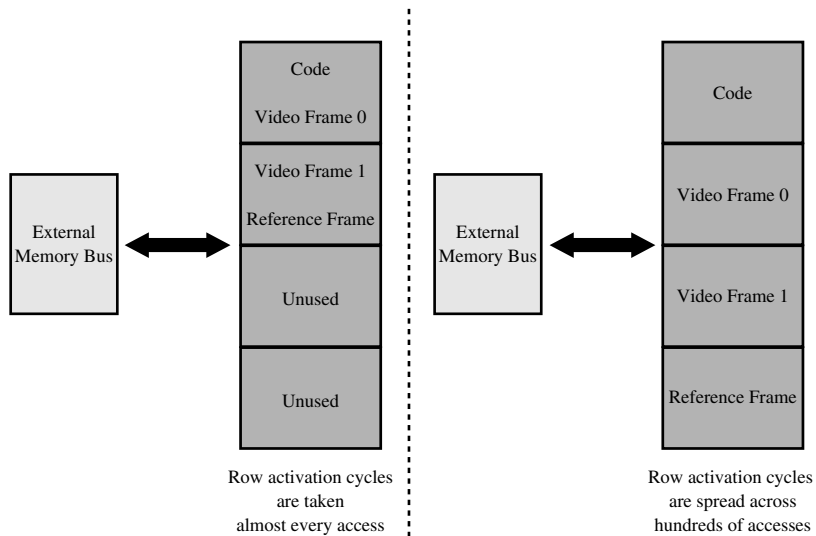 External
Memory Bus
Code
Video Frame 0
Video Frame 1
Reference Frame
Unused
Unused
Row activation cycles
are taken
almost every access
External
Memory Bus
Code
Video Frame 0
Video Frame 1
Reference Frame
Row activation cycles
are spread across
hundreds of accesses